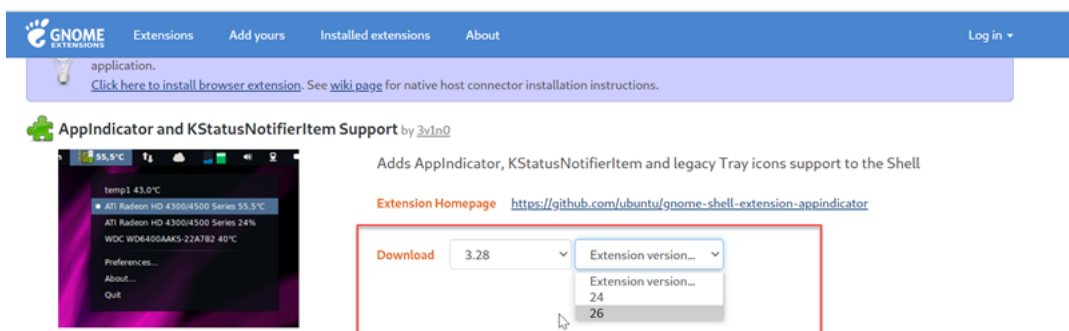 GNOME EXTENSIONS Extensions Add yours Installed extensions About Log in
application.
Click here to install browser extension. See wiki page for native host connector installation instructions.
AppIndicator and KStatusNotifierItem Support by 3v1n0
55,5°C
temp1 43,0°C
ATI Radeon HD 4300/4500 Series 55,5°C
ATI Radeon HD 4300/4500 Series 24%
WDC WD6400AAKS-22A7B2 40°C
Preferences...
About...
Quit
Adds AppIndicator, KStatusNotifierItem and legacy Tray icons support to the Shell
Extension Homepage https://github.com/ubuntu/gnome-shell-extension-appindicator
Download 3.28 Extension version...
Extension version...
24
26